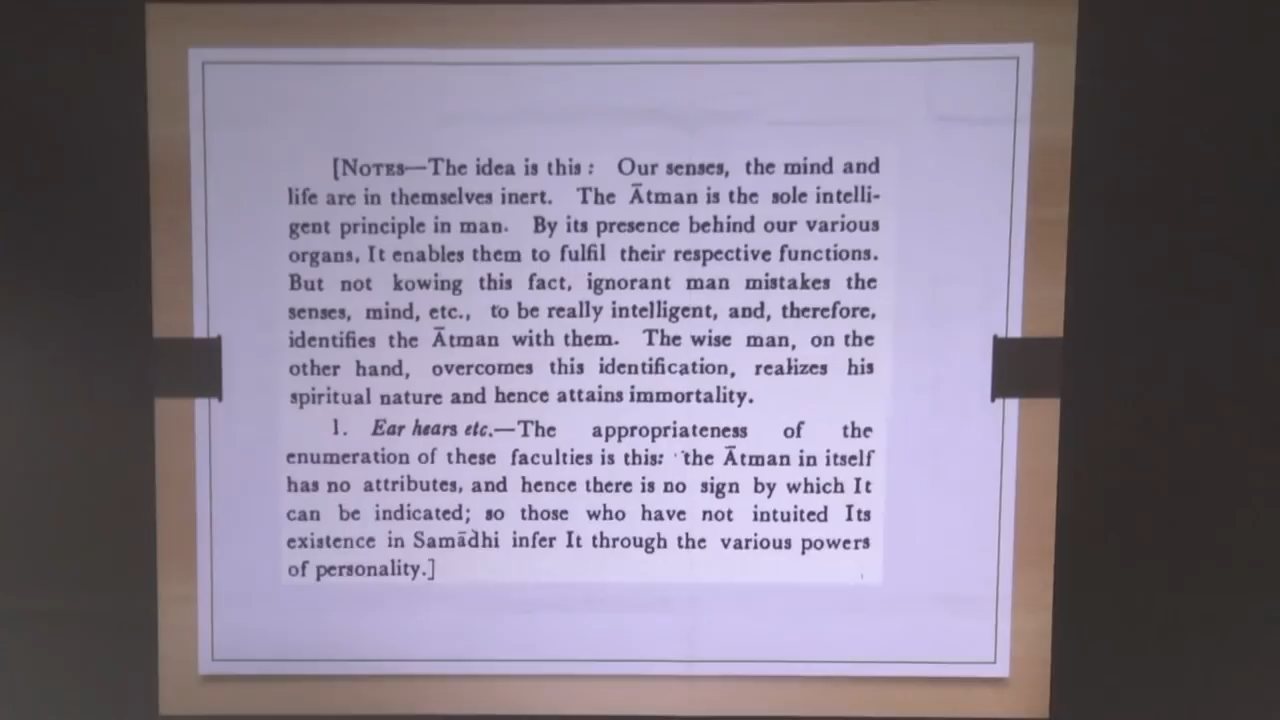 [NOTES—The idea is this : Our senses, the mind and
life are in themselves inert. The Ātman is the sole intelli-
gent principle in man. By its presence behind our various
organs, It enables them to fulfil their respective functions.
But not kowing this fact, ignorant man mistakes the
senses, mind, etc., to be really intelligent, and, therefore,
identifies the Ātman with them. The wise man, on the
other hand, overcomes this identification, realizes his
spiritual nature and hence attains immortality.
1. Ear hears etc.—The appropriateness of the
enumeration of these faculties is this: the Ātman in itself
has no attributes, and hence there is no sign by which It
can be indicated; so those who have not intuited Its
existence in Samādhi infer It through the various powers
of personality.]